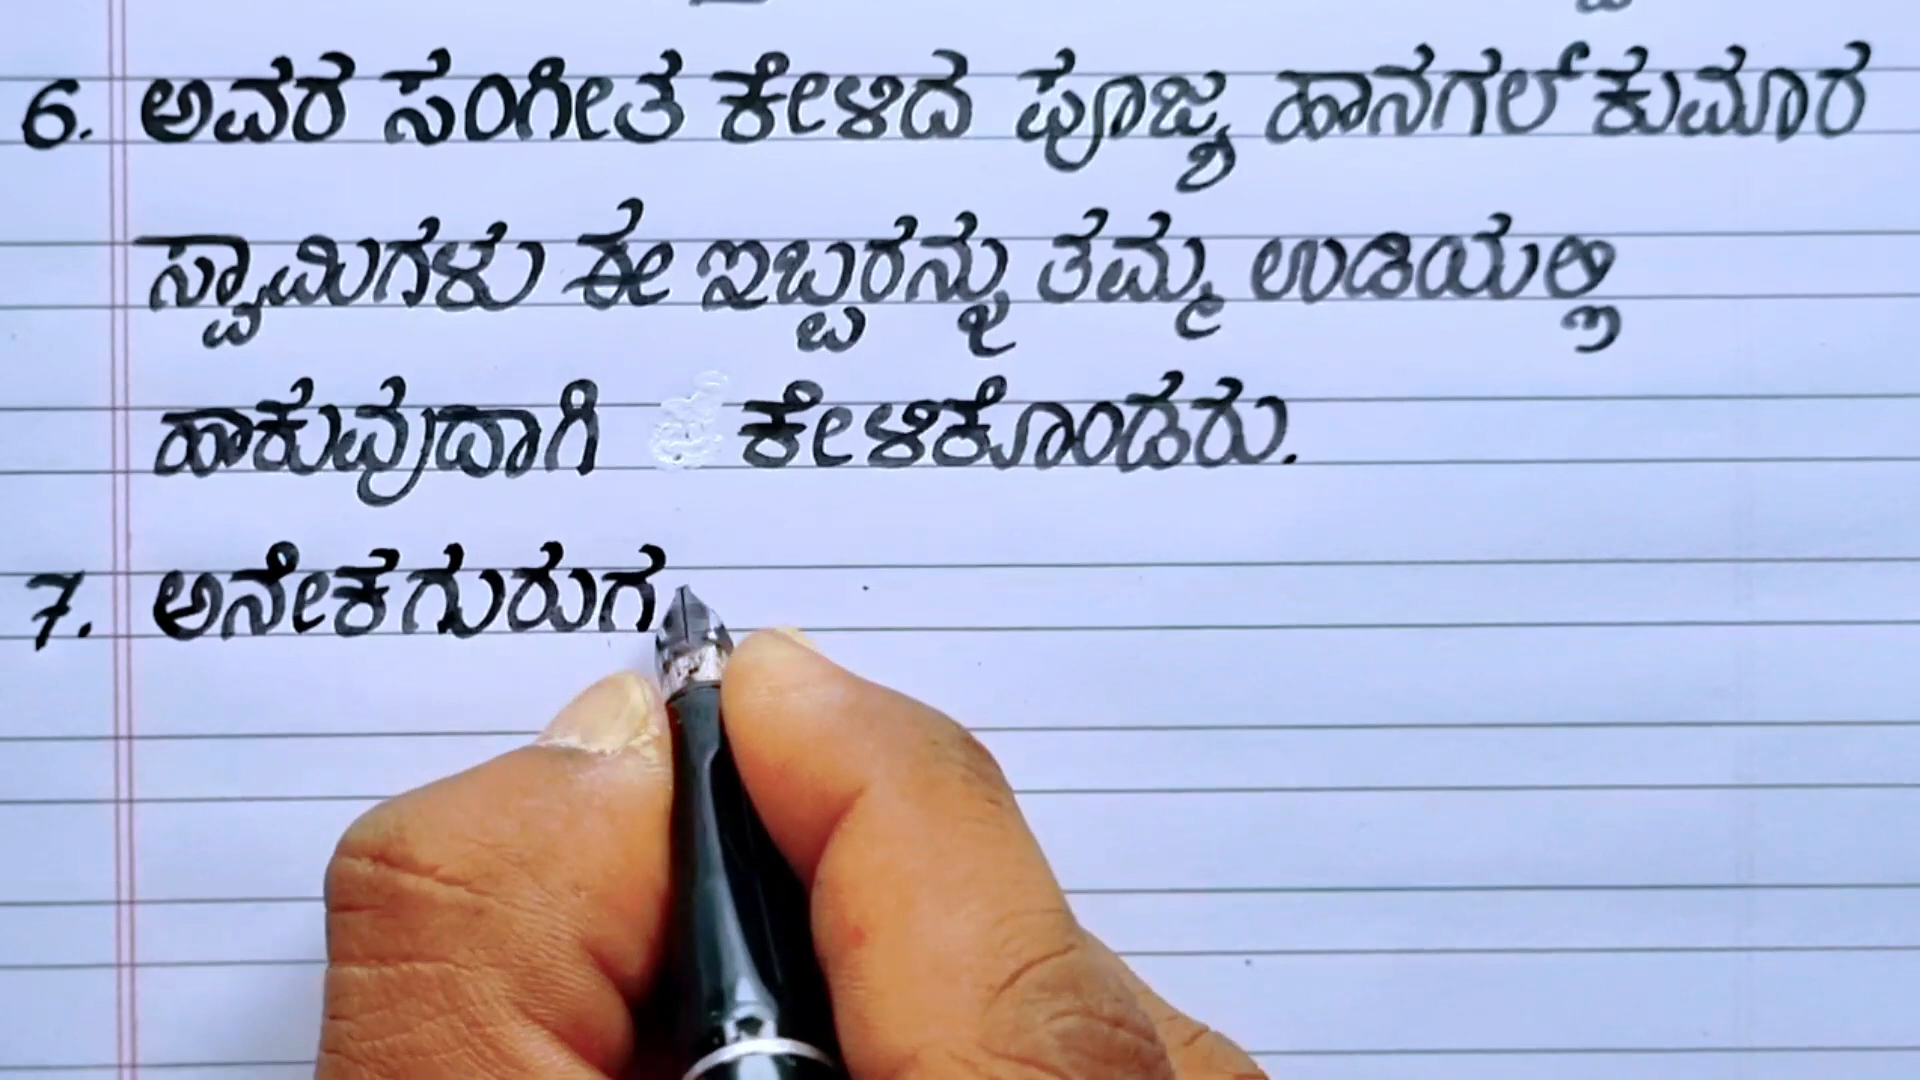 6. ಅವರ ಸಂಗೀತ ಕೇಳಿದ ಪೂಜ್ಯ ಹಾನಗಲ್ ಕುಮಾರ
ಸ್ವಾಮಿಗಳು ಈ ಇಬ್ಬರನ್ನು ತಮ್ಮ ಉಡಿಯಲ್ಲಿ
ಹಾಕುವುದಾಗಿ ಕೇಳಿಕೊಂಡರು.
7. ಅನೇಕ ಗುರುಗ